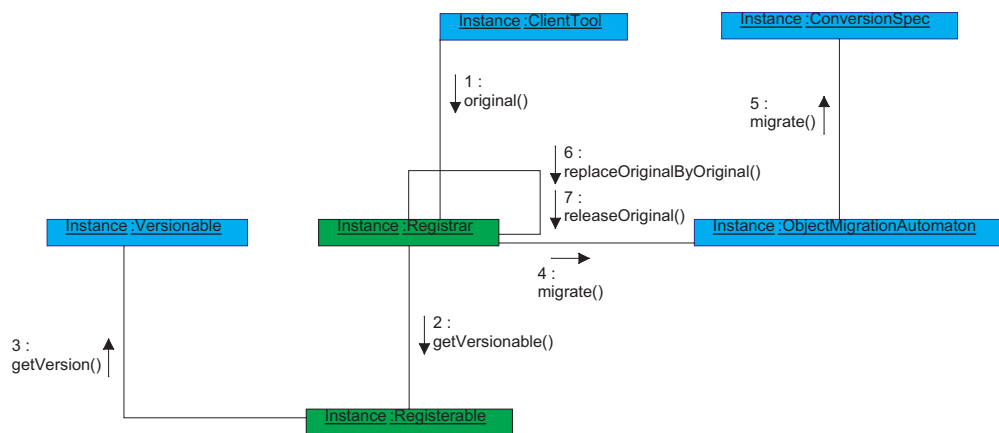 Instance :ClientTool
Instance :ConversionSpec
1 :
original()
5 :
migrate()
6 :
replaceOriginalByOriginal()
7 :
releaseOriginal()
Instance :Versionable
Instance :Registrar
Instance :ObjectMigrationAutomaton
4 :
migrate()
3 :
getVersion()
2 :
getVersionable()
Instance :Registerable